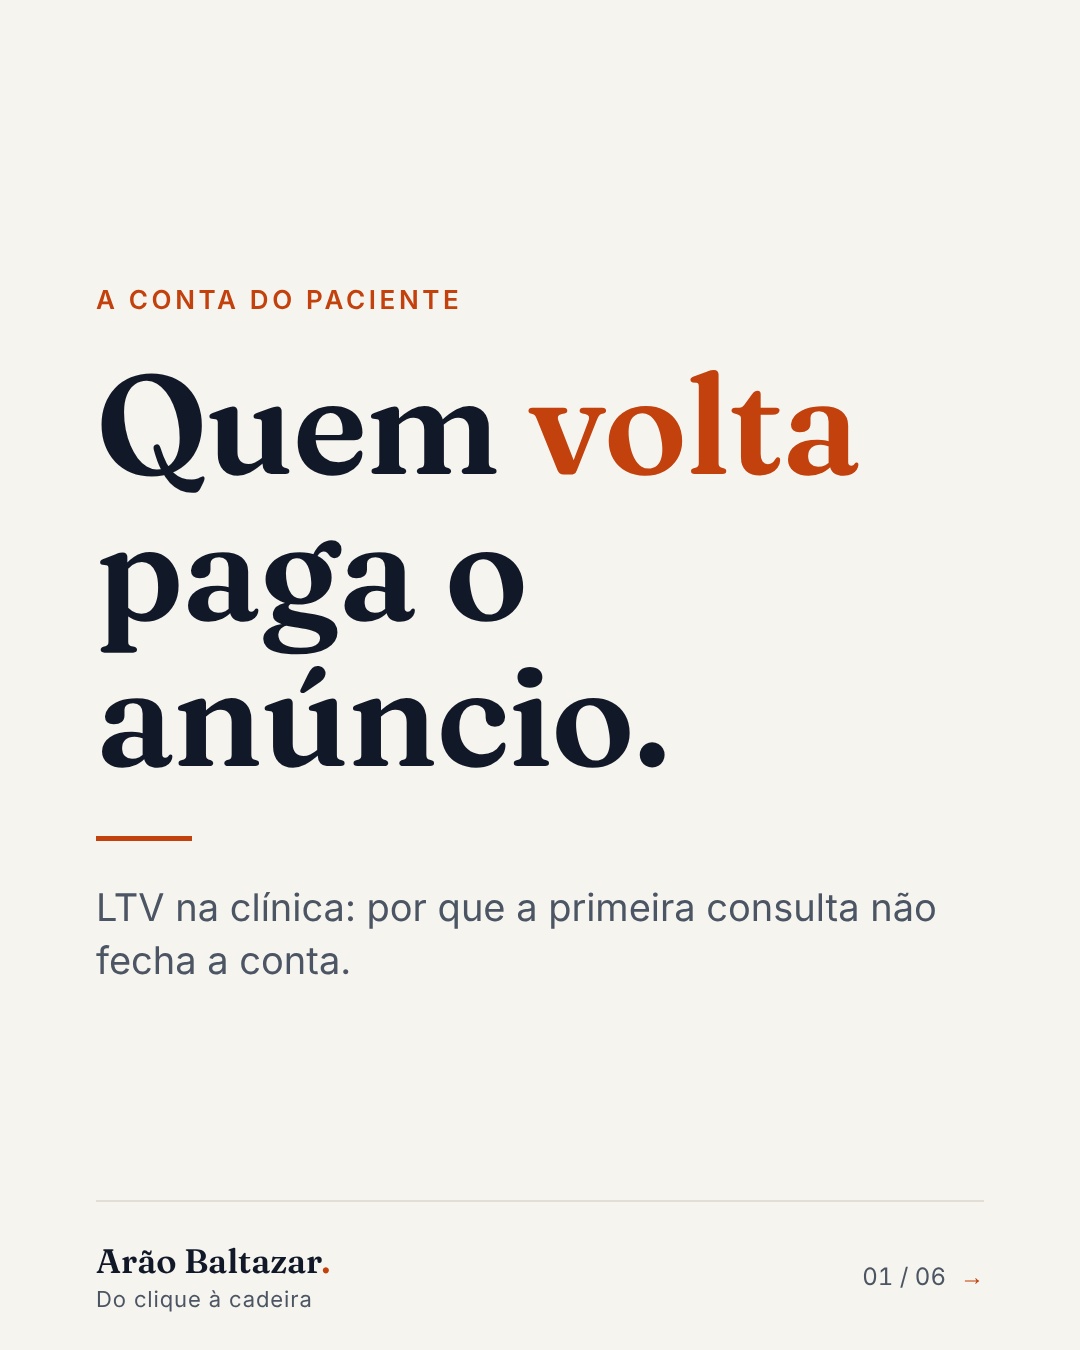 A CONTA DO PACIENTE
Quem volta
paga o
anúncio.
LTV na clínica: por que a primeira consulta não
fecha a conta.
Arão Baltazar.
Do clique à cadeira
01 / 06 →